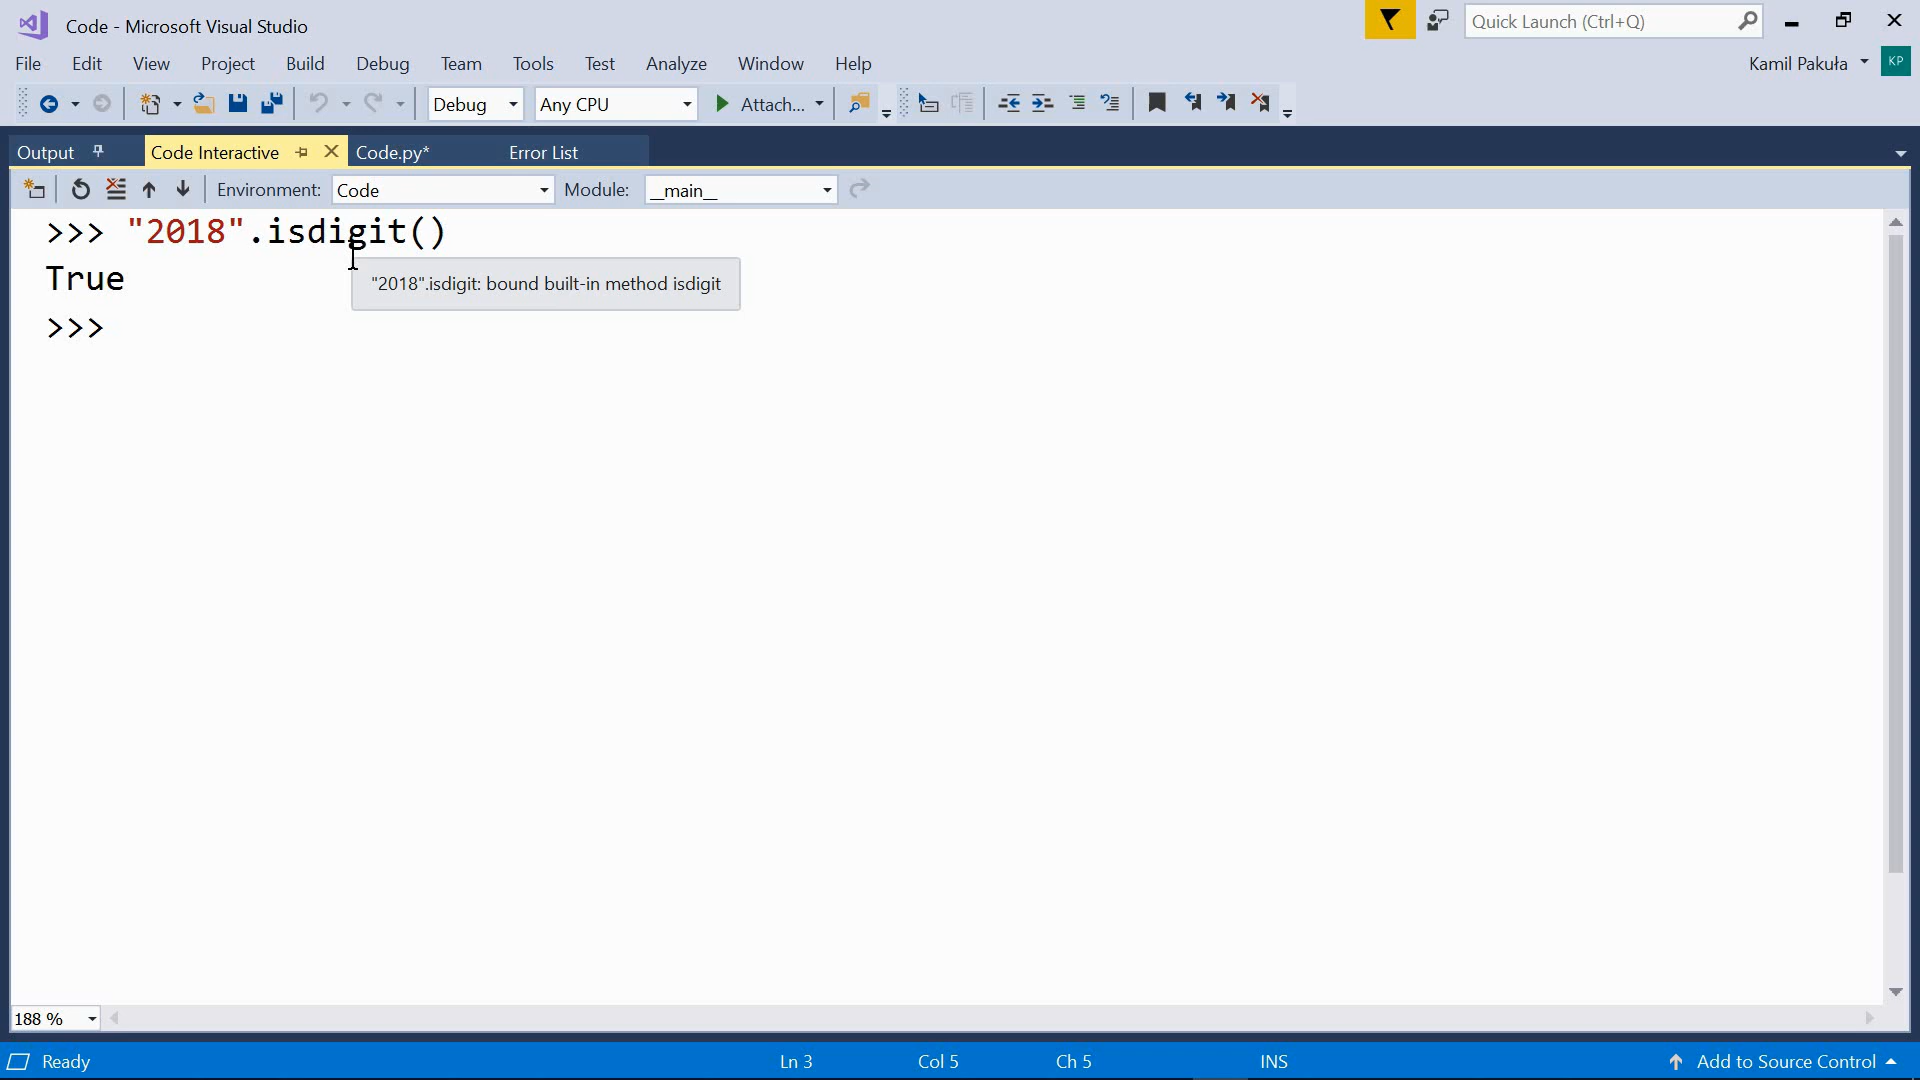 Code - Microsoft Visual Studio
Quick Launch (Ctrl+Q)
File Edit View Project Build Debug Team Tools Test Analyze Window Help
Kamil Pakuła KP
Debug Any CPU Attach...
Output Code Interactive Code.py* Error List
Environment: Code Module: __main__
>>> "2018".isdigit()
True
"2018".isdigit: bound built-in method isdigit
>>>
188 %
Ready Ln 3 Col 5 Ch 5 INS Add to Source Control